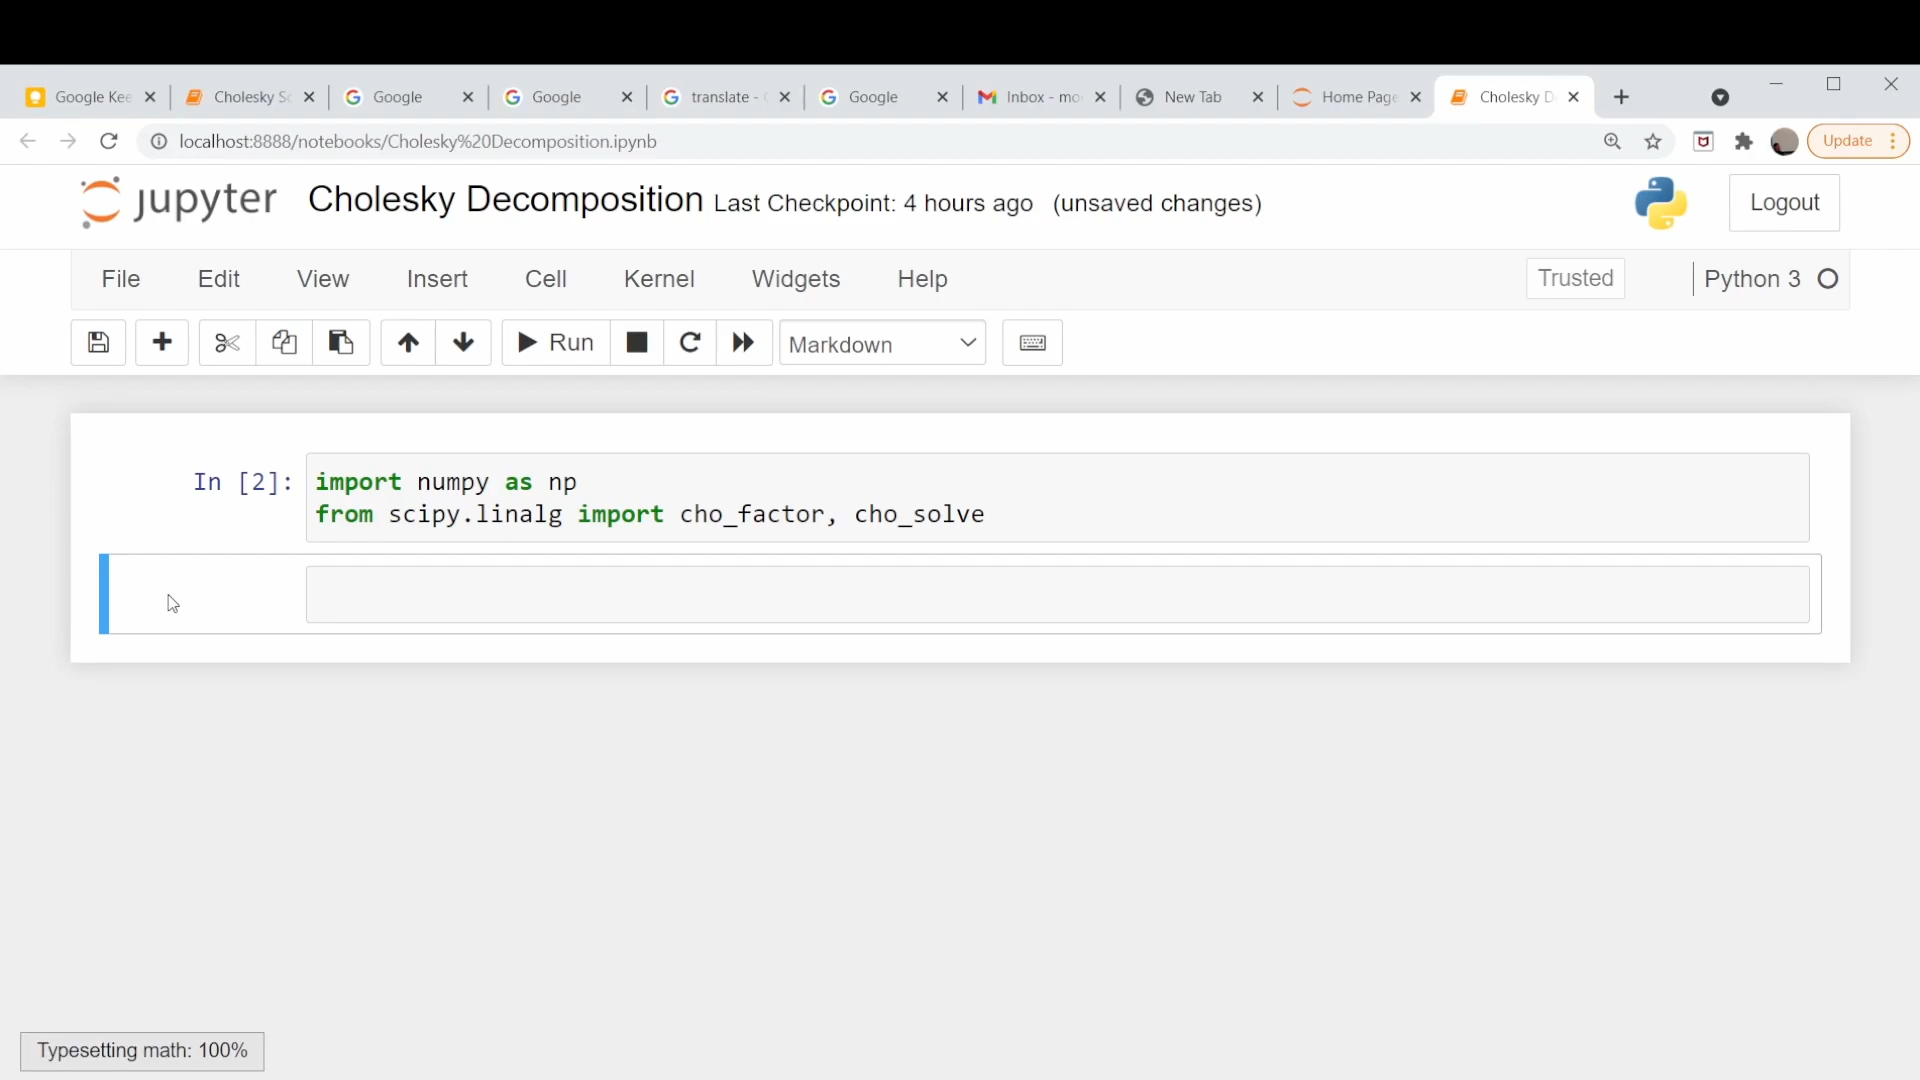 Google Kee
Cholesky S
Google
Google
translate -
Google
Inbox - mo
New Tab
Home Page
Cholesky D
localhost:8888/notebooks/Cholesky%20Decomposition.ipynb
Update
jupyter
Cholesky Decomposition Last Checkpoint: 4 hours ago (unsaved changes)
Logout
File Edit View Insert Cell Kernel Widgets Help
Trusted
Python 3
Run
Markdown
In [2]:
import numpy as np
from scipy.linalg import cho_factor, cho_solve
Typesetting math: 100%